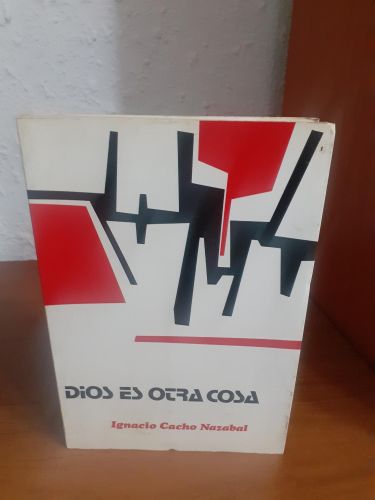 DIOS ES OTRA COSA
Ignacio Cacho Nazabal